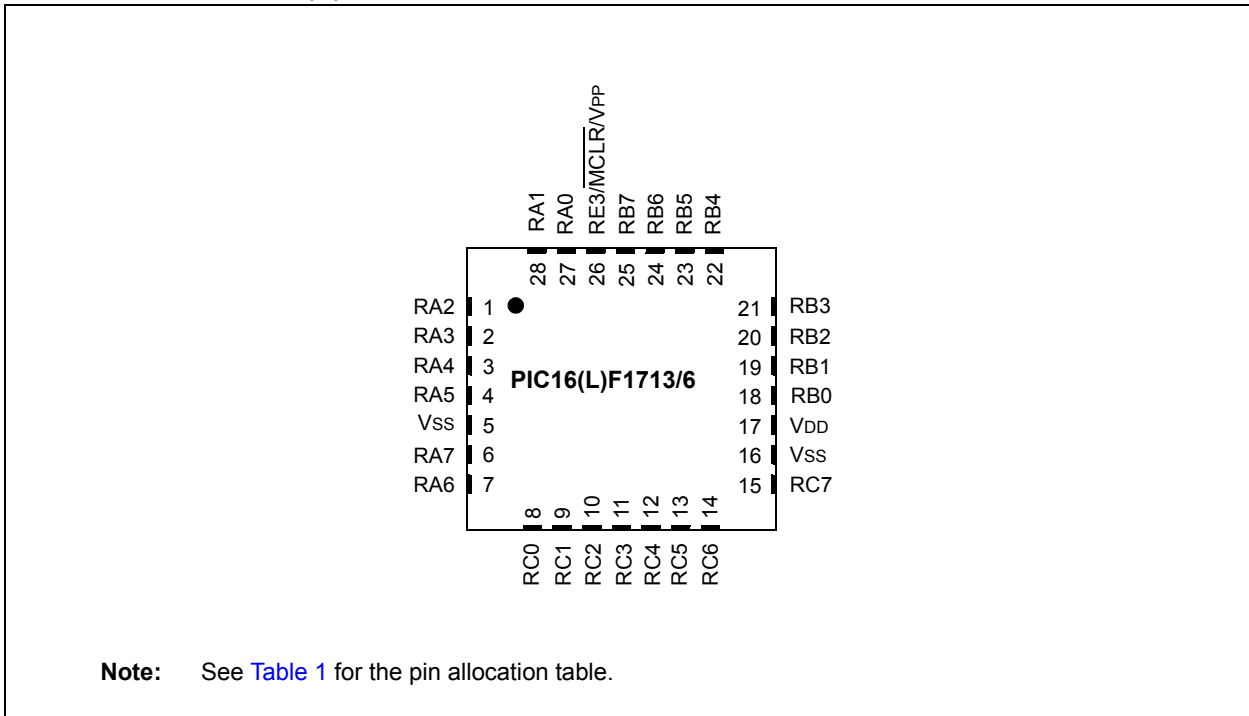 RE3/MCLR/VPP
RA1
RA0
RB7
RB6
RB5
RB4
28
27
26
25
24
23
22
RA2 1
RA3 2
RA4 3
RA5 4
VSS 5
RA7 6
RA6 7
PIC16(L)F1713/6
21 RB3
20 RB2
19 RB1
18 RB0
17 VDD
16 VSS
15 RC7
8
9
10
11
12
13
14
RC0
RC1
RC2
RC3
RC4
RC5
RC6
Note: See Table 1 for the pin allocation table.